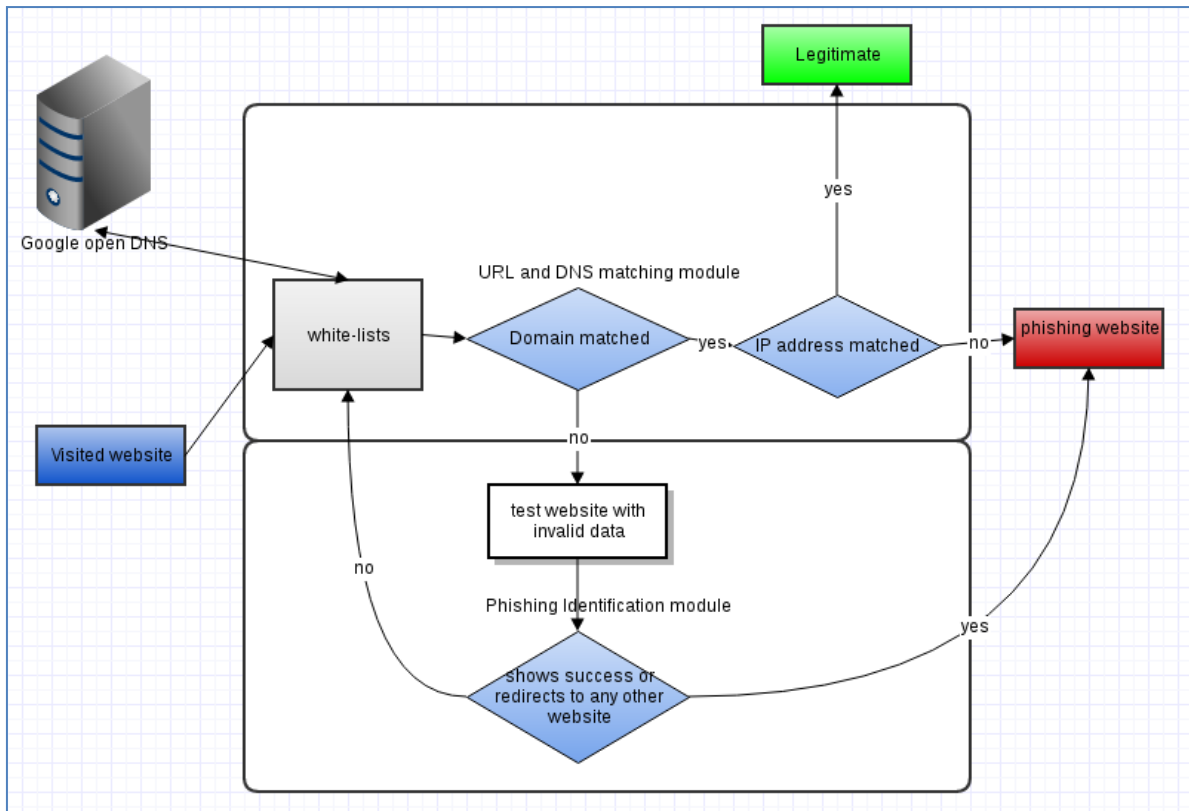 Legitimate
yes
Google open DNS
URL and DNS matching module
white-lists
Domain matched
yes
IP address matched
no
phishing website
Visited website
no
test website with
invalid data
no
Phishing Identification module
yes
shows success or
redirects to any other
website